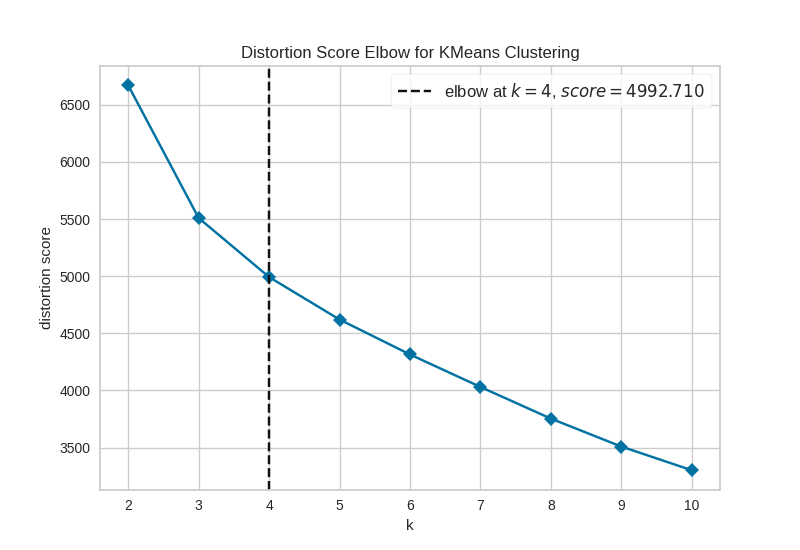 Distortion Score Elbow for KMeans Clustering
elbow at k = 4, score = 4992.710
distortion score
6500
6000
5500
5000
4500
4000
3500
2 3 4 5 6 7 8 9 10
k